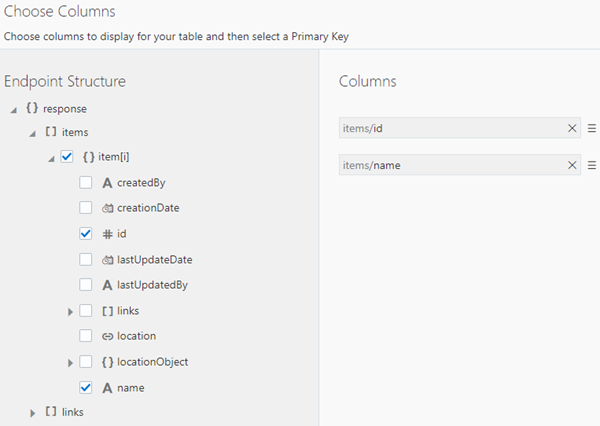 Choose Columns
Choose columns to display for your table and then select a Primary Key
Endpoint Structure
{ } response
[ ] items
{ } item[i]
A createdBy
creationDate
# id
lastUpdateDate
A lastUpdatedBy
[ ] links
location
{ } locationObject
A name
[ ] links
Columns
items/id
items/name